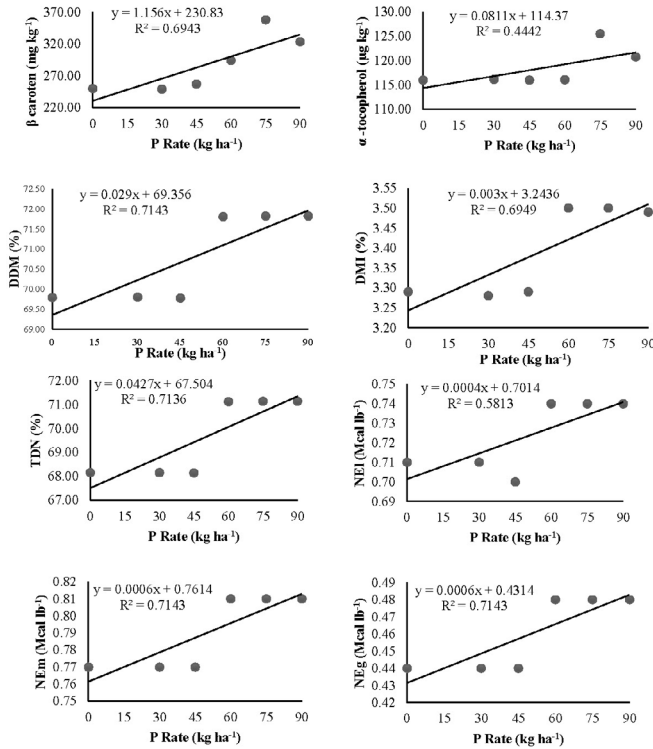 y = 1.156x + 230.83
R² = 0.6943
β caroten (mg kg⁻¹)
370.00
320.00
270.00
220.00
0 15 30 45 60 75 90
P Rate (kg ha⁻¹)
y = 0.0811x + 114.37
R² = 0.4442
α -tocopherol (µg kg⁻¹)
130.00
125.00
120.00
115.00
110.00
0 15 30 45 60 75 90
P Rate (kg ha⁻¹)
y = 0.029x + 69.356
R² = 0.7143
DDM (%)
72.50
72.00
71.50
71.00
70.50
70.00
69.50
69.00
0 15 30 45 60 75 90
P Rate (kg ha⁻¹)
y = 0.003x + 3.2436
R² = 0.6949
DMI (%)
3.55
3.50
3.45
3.40
3.35
3.30
3.25
3.20
0 15 30 45 60 75 90
P Rate (kg ha⁻¹)
y = 0.0427x + 67.504
R² = 0.7136
TDN (%)
72.00
71.00
70.00
69.00
68.00
67.00
0 15 30 45 60 75 90
P Rate (kg ha⁻¹)
y = 0.0004x + 0.7014
R² = 0.5813
NEl (Mcal lb⁻¹)
0.75
0.74
0.73
0.72
0.71
0.70
0.69
0 15 30 45 60 75 90
P Rate (kg ha⁻¹)
y = 0.0006x + 0.7614
R² = 0.7143
NEm (Mcal lb⁻¹)
0.82
0.81
0.80
0.79
0.78
0.77
0.76
0.75
0 15 30 45 60 75 90
P Rate (kg ha⁻¹)
y = 0.0006x + 0.4314
R² = 0.7143
NEg (Mcal lb⁻¹)
0.49
0.48
0.47
0.46
0.45
0.44
0.43
0.42
0 15 30 45 60 75 90
P Rate (kg ha⁻¹)